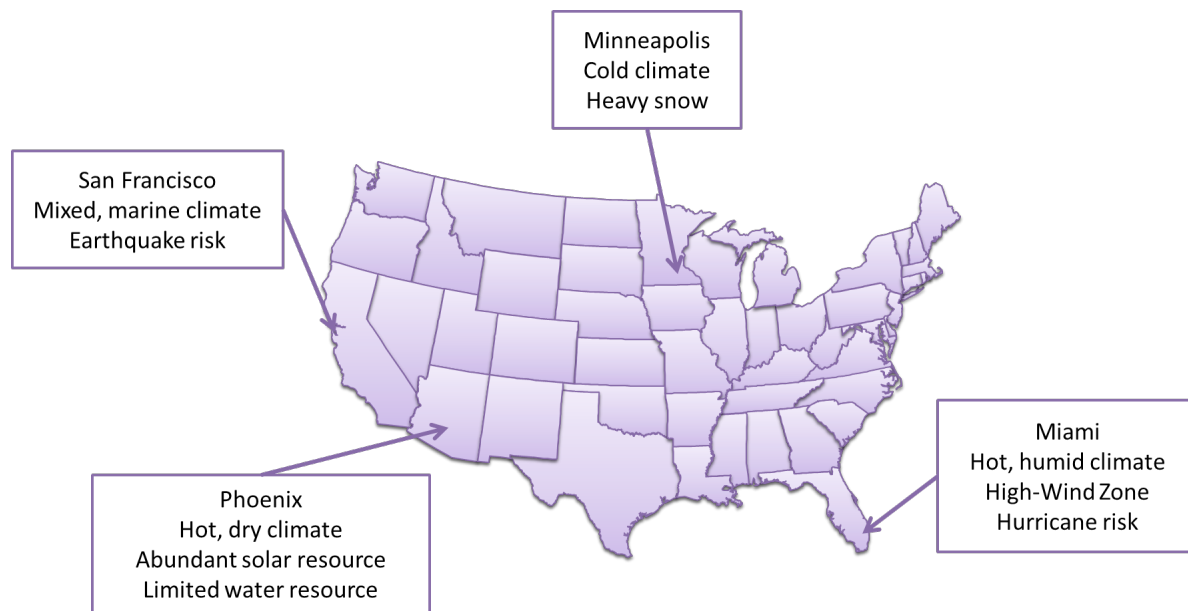 Minneapolis
Cold climate
Heavy snow
San Francisco
Mixed, marine climate
Earthquake risk
Phoenix
Hot, dry climate
Abundant solar resource
Limited water resource
Miami
Hot, humid climate
High-Wind Zone
Hurricane risk